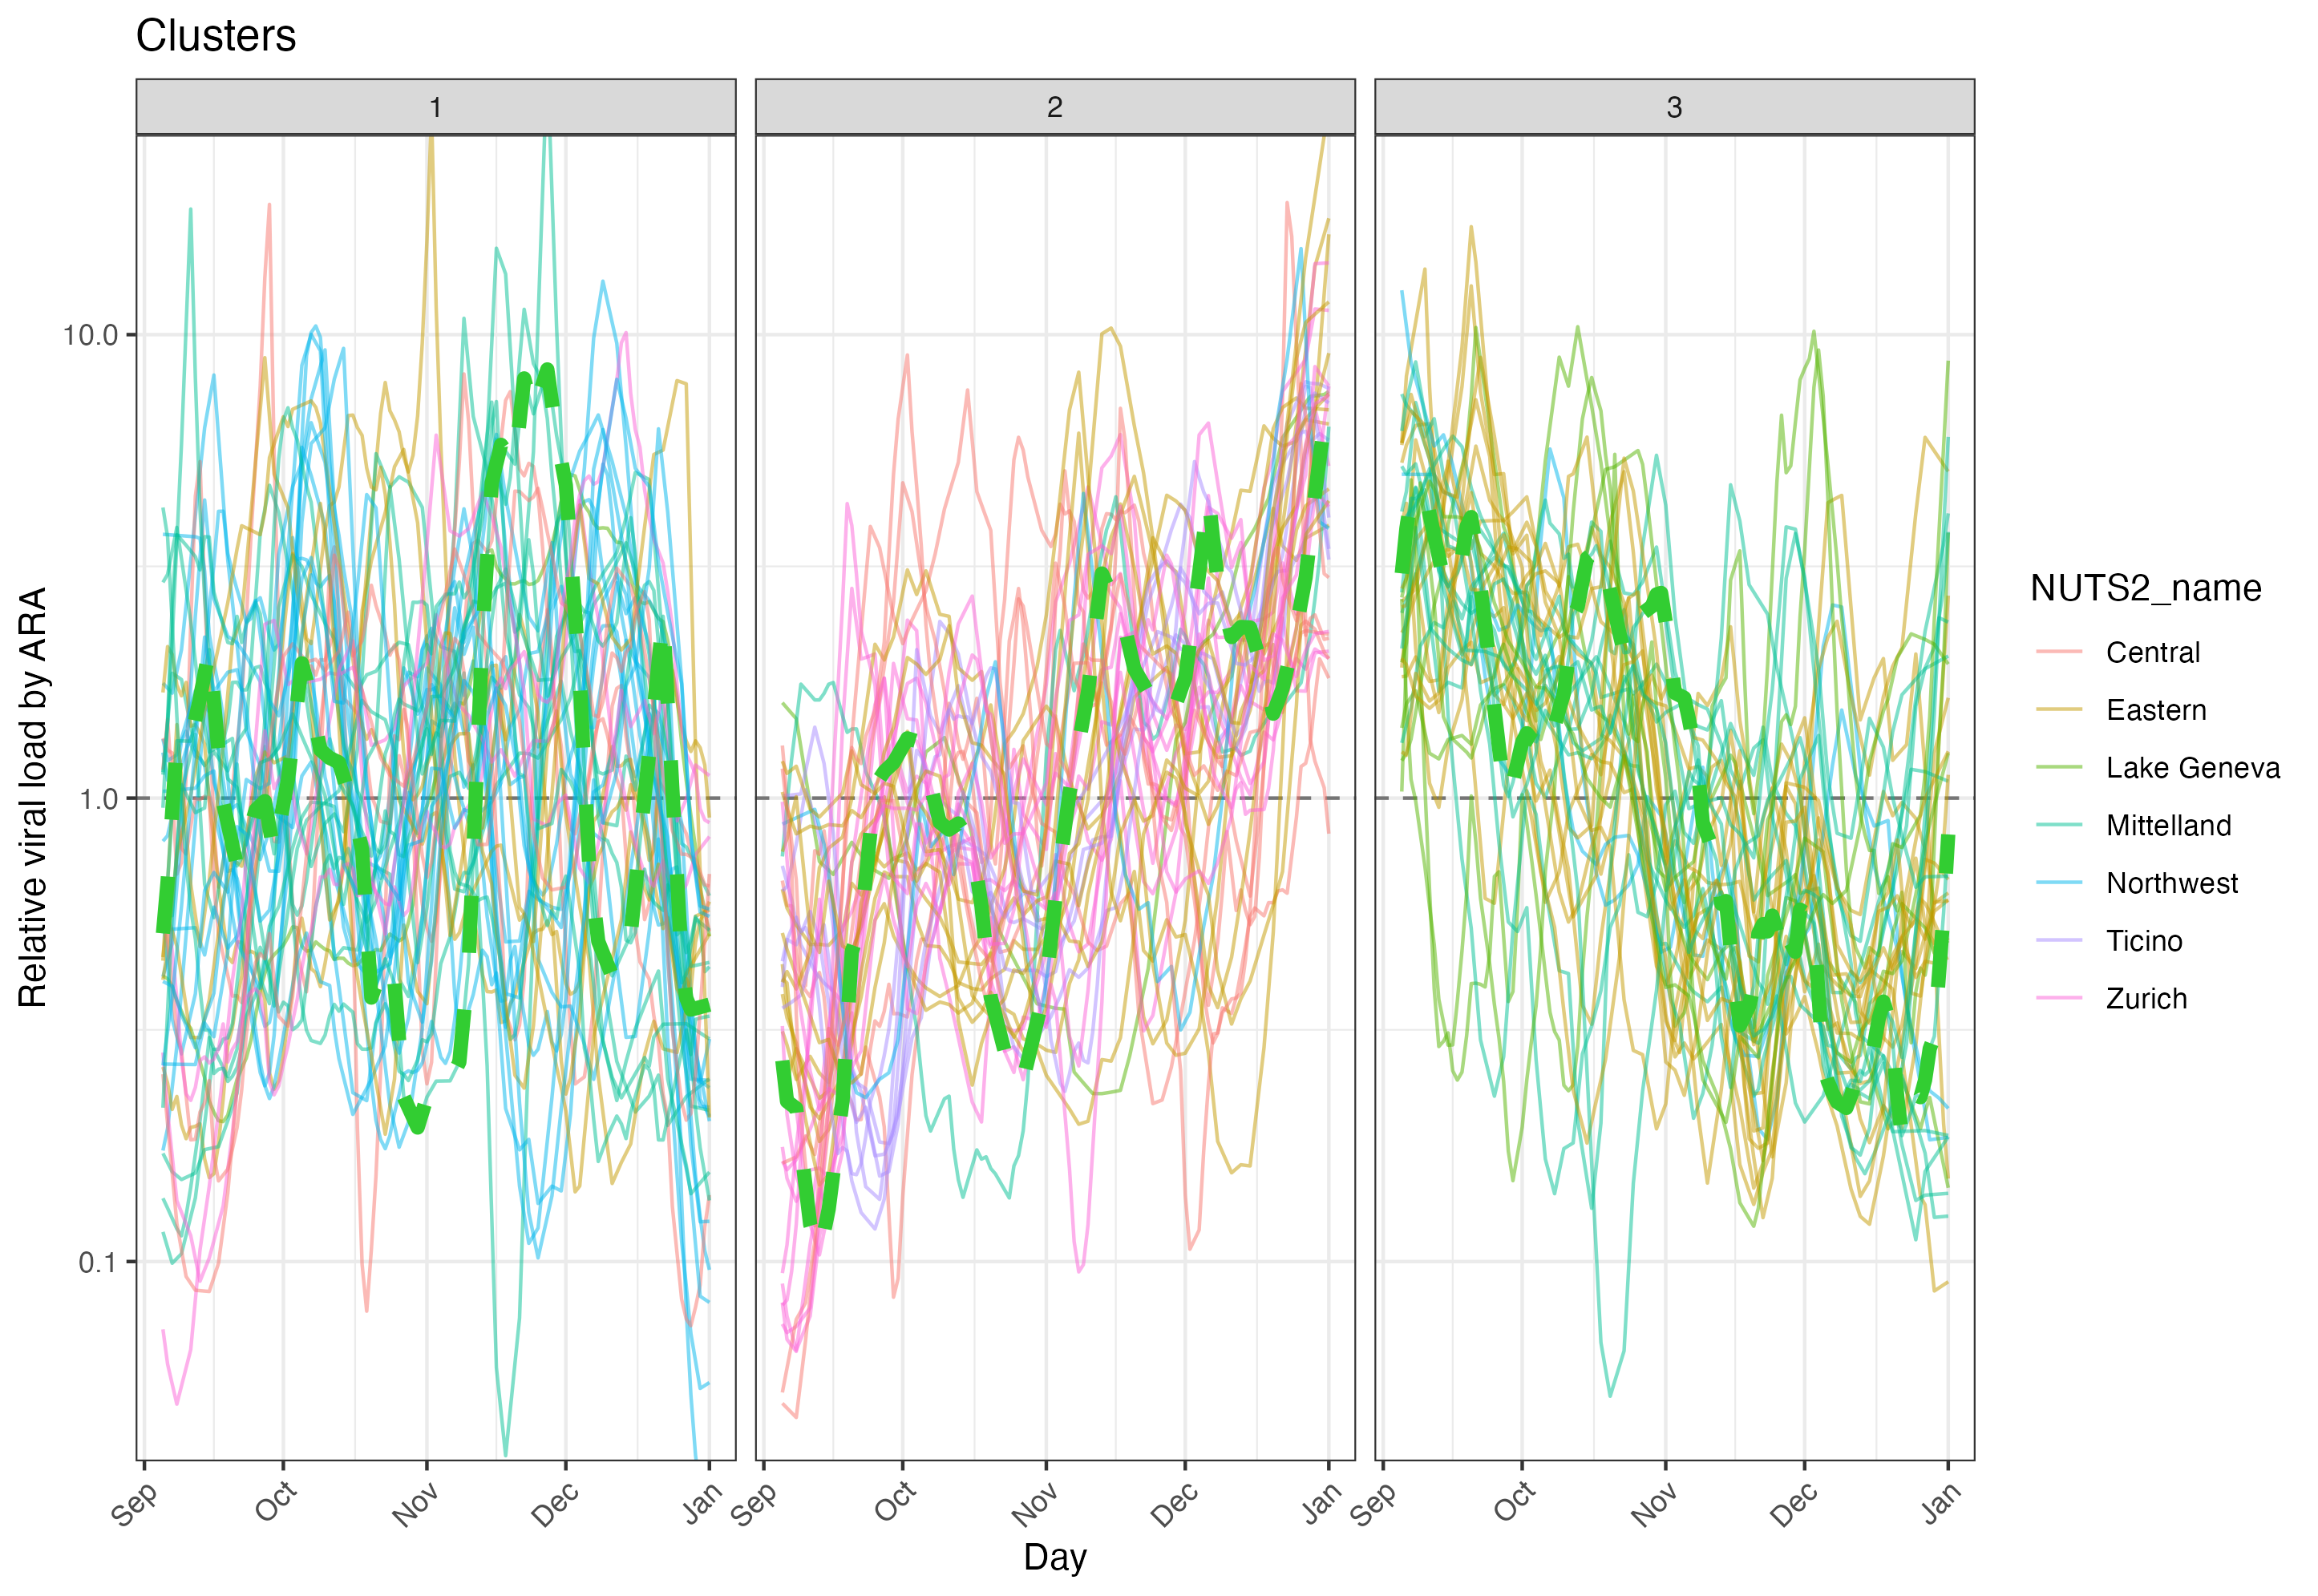 Clusters
1
2
3
Relative viral load by ARA
10.0
1.0
0.1
Sep
Oct
Nov
Dec
Jan
Sep
Oct
Nov
Dec
Jan
Sep
Oct
Nov
Dec
Jan
Day
NUTS2_name
Central
Eastern
Lake Geneva
Mittelland
Northwest
Ticino
Zurich